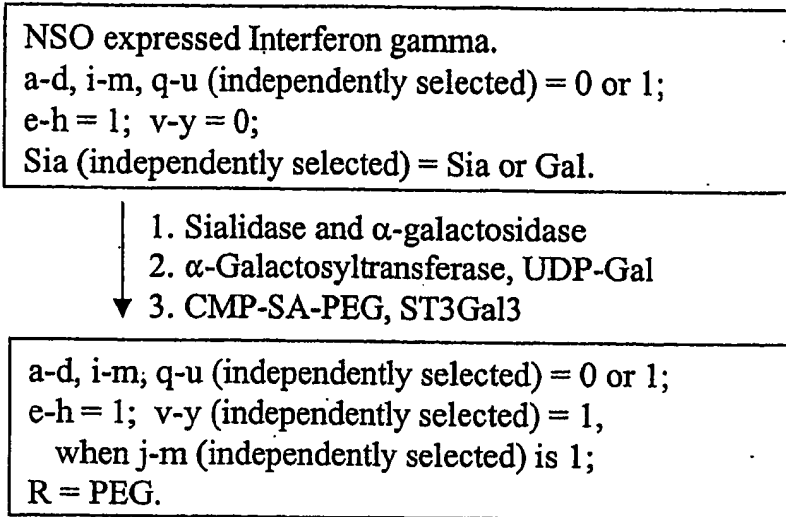 NSO expressed Interferon gamma.
a-d, i-m, q-u (independently selected) = 0 or 1;
e-h = 1; v-y = 0;
Sia (independently selected) = Sia or Gal.
1. Sialidase and α-galactosidase
2. α-Galactosyltransferase, UDP-Gal
3. CMP-SA-PEG, ST3Gal3
a-d, i-m, q-u (independently selected) = 0 or 1;
e-h = 1; v-y (independently selected) = 1,
when j-m (independently selected) is 1;
R = PEG.